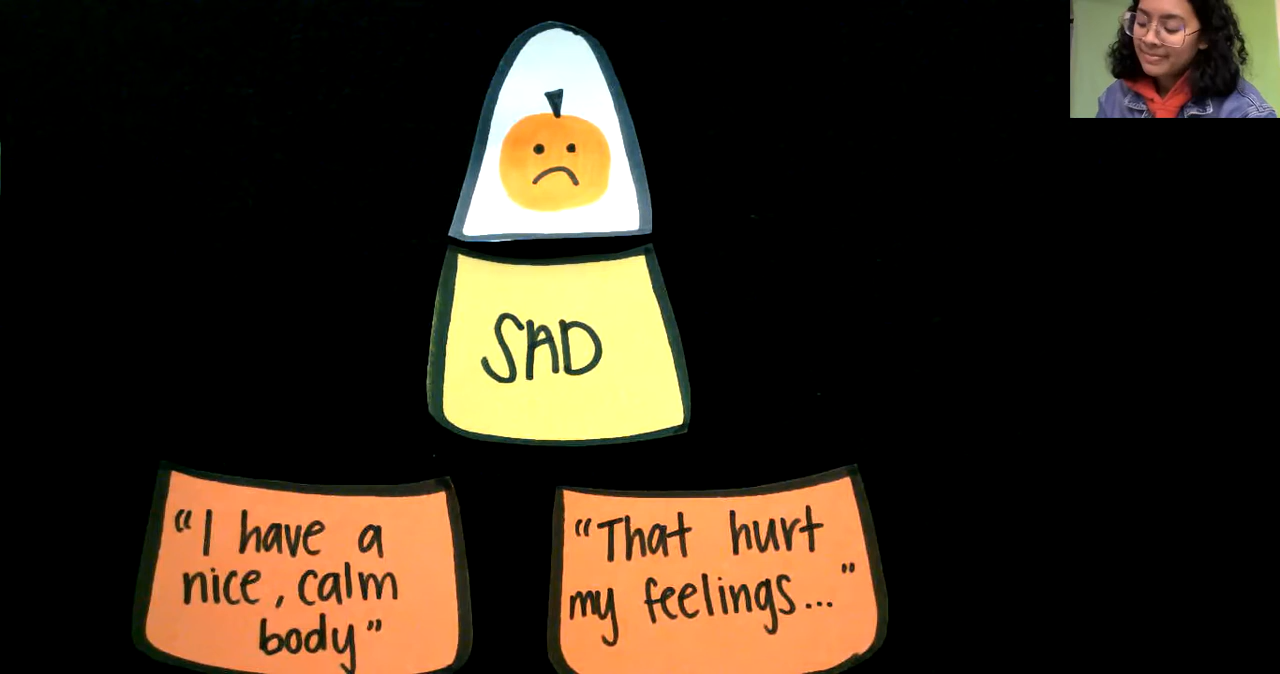 SAD
"I have a
nice, calm
body"
"That hurt
my feelings..."